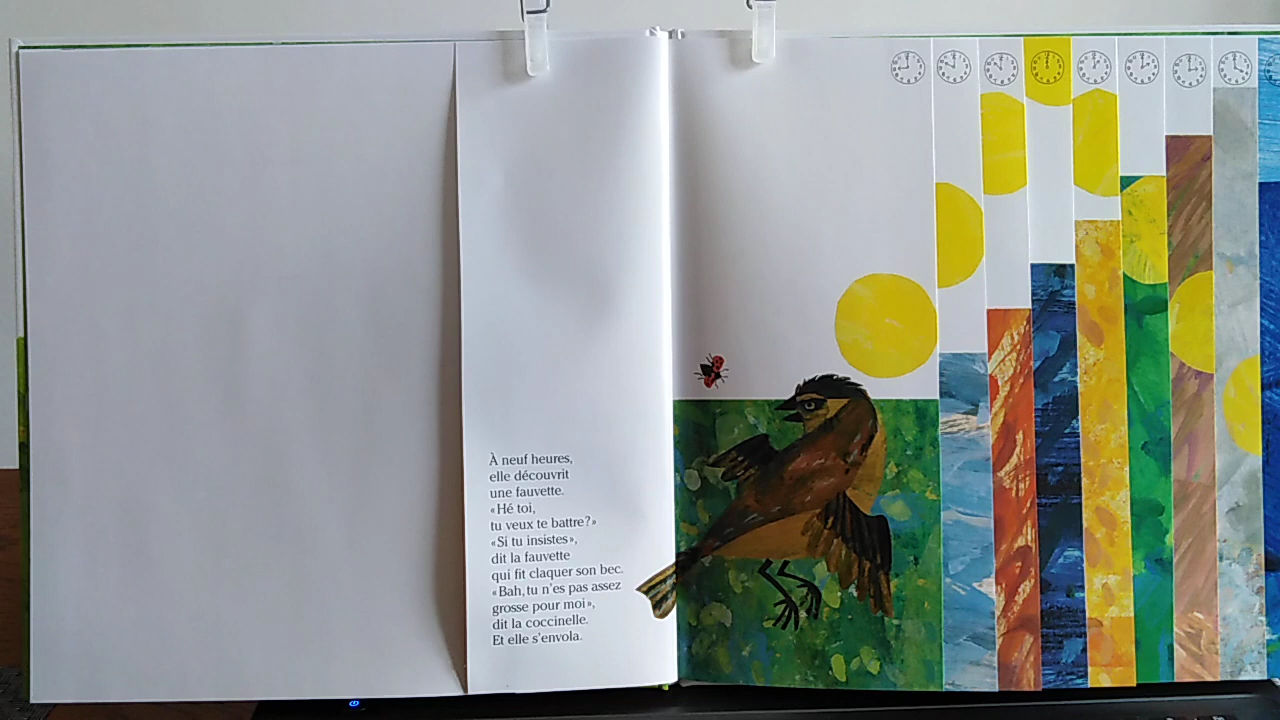 À neuf heures,
elle découvrit
une fauvette.
«Hé toi,
tu veux te battre?»
«Si tu insistes»,
dit la fauvette
qui fit claquer son bec.
«Bah, tu n'es pas assez
grosse pour moi»,
dit la coccinelle.
Et elle s'envola.